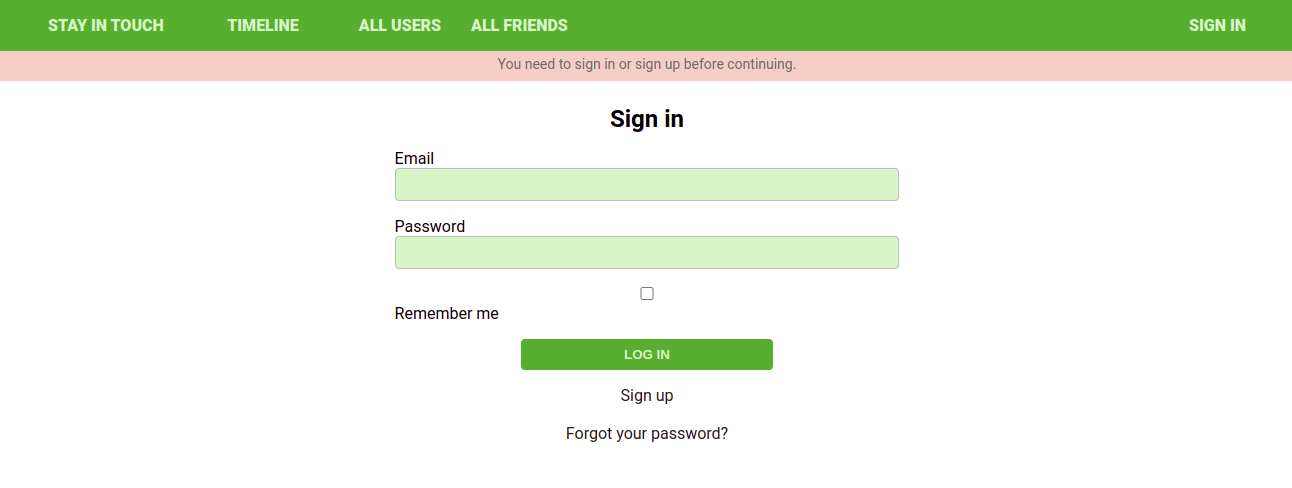 STAY IN TOUCH TIMELINE ALL USERS ALL FRIENDS SIGN IN
You need to sign in or sign up before continuing.
Sign in
Email
Password
Remember me
LOG IN
Sign up
Forgot your password?